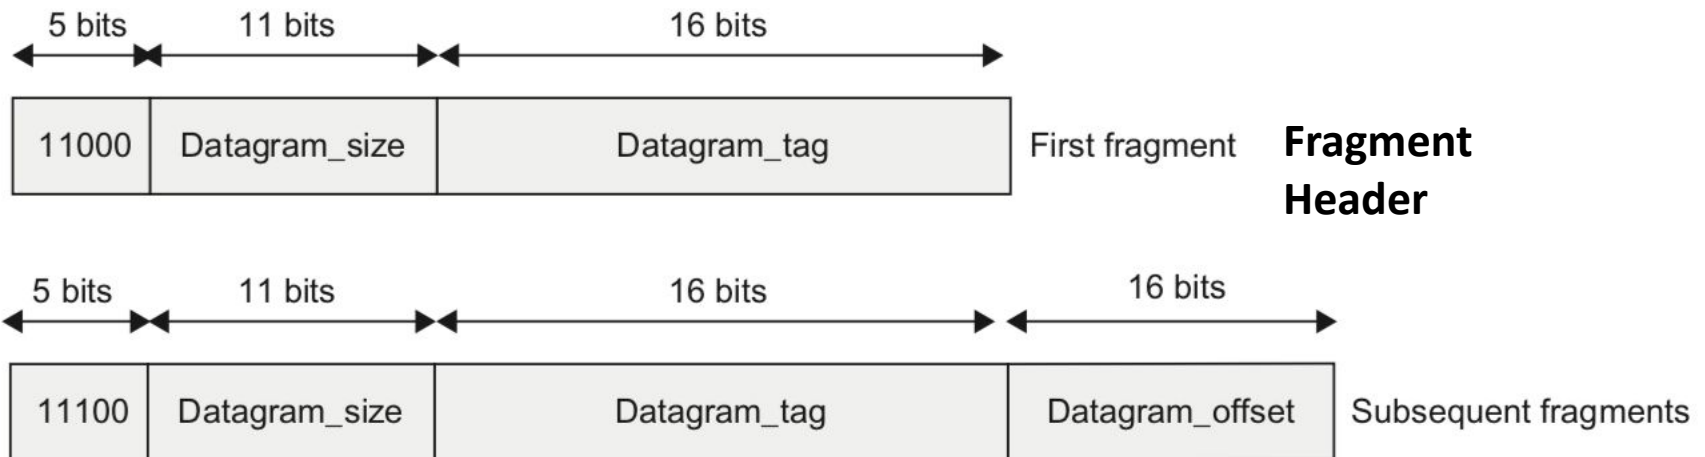 5 bits 11 bits 16 bits
11000 Datagram_size Datagram_tag First fragment
Fragment
Header
5 bits 11 bits 16 bits 16 bits
11100 Datagram_size Datagram_tag Datagram_offset Subsequent fragments